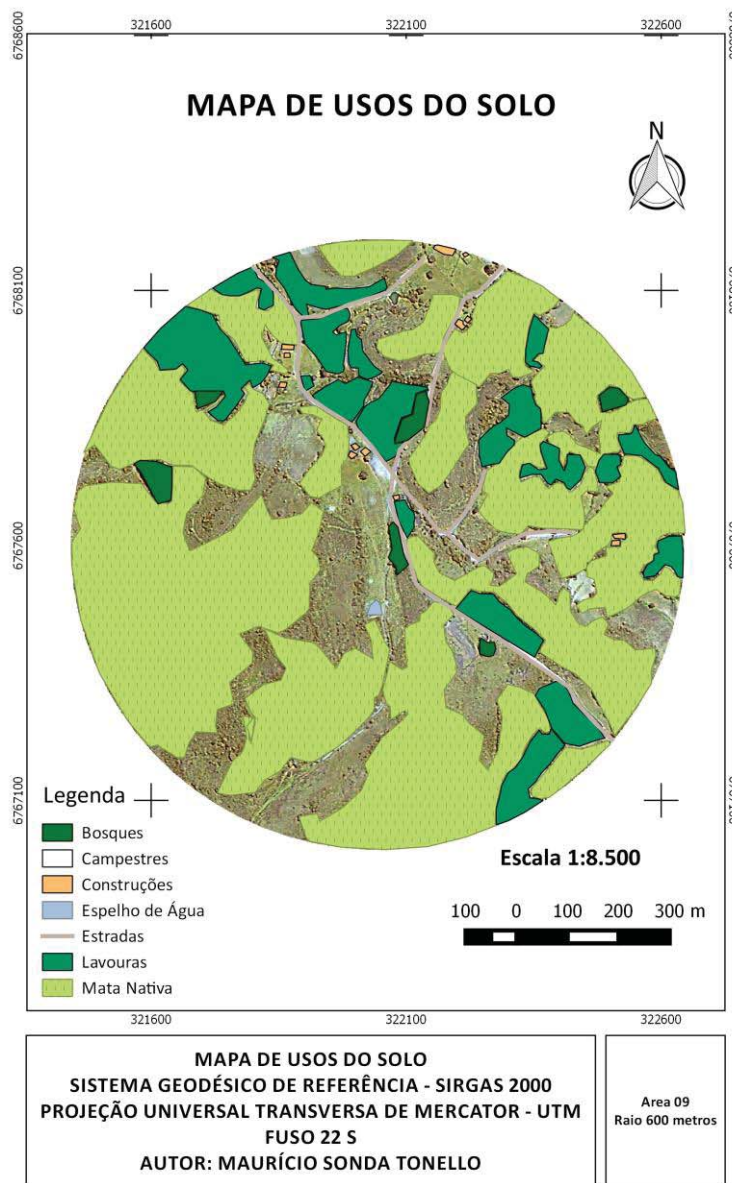 321600 322100 322600
6768600
MAPA DE USOS DO SOLO
N
6768100
6768100
6767600
6767600
6767100
6767100
Legenda
Bosques
Campestres
Construções
Espelho de Água
Estradas
Lavouras
Mata Nativa
Escala 1:8.500
100 0 100 200 300 m
321600 322100 322600
MAPA DE USOS DO SOLO
SISTEMA GEODÉSICO DE REFERÊNCIA - SIRGAS 2000
PROJEÇÃO UNIVERSAL TRANSVERSA DE MERCATOR - UTM
FUSO 22 S
AUTOR: MAURÍCIO SONDA TONELLO
Area 09
Raio 600 metros